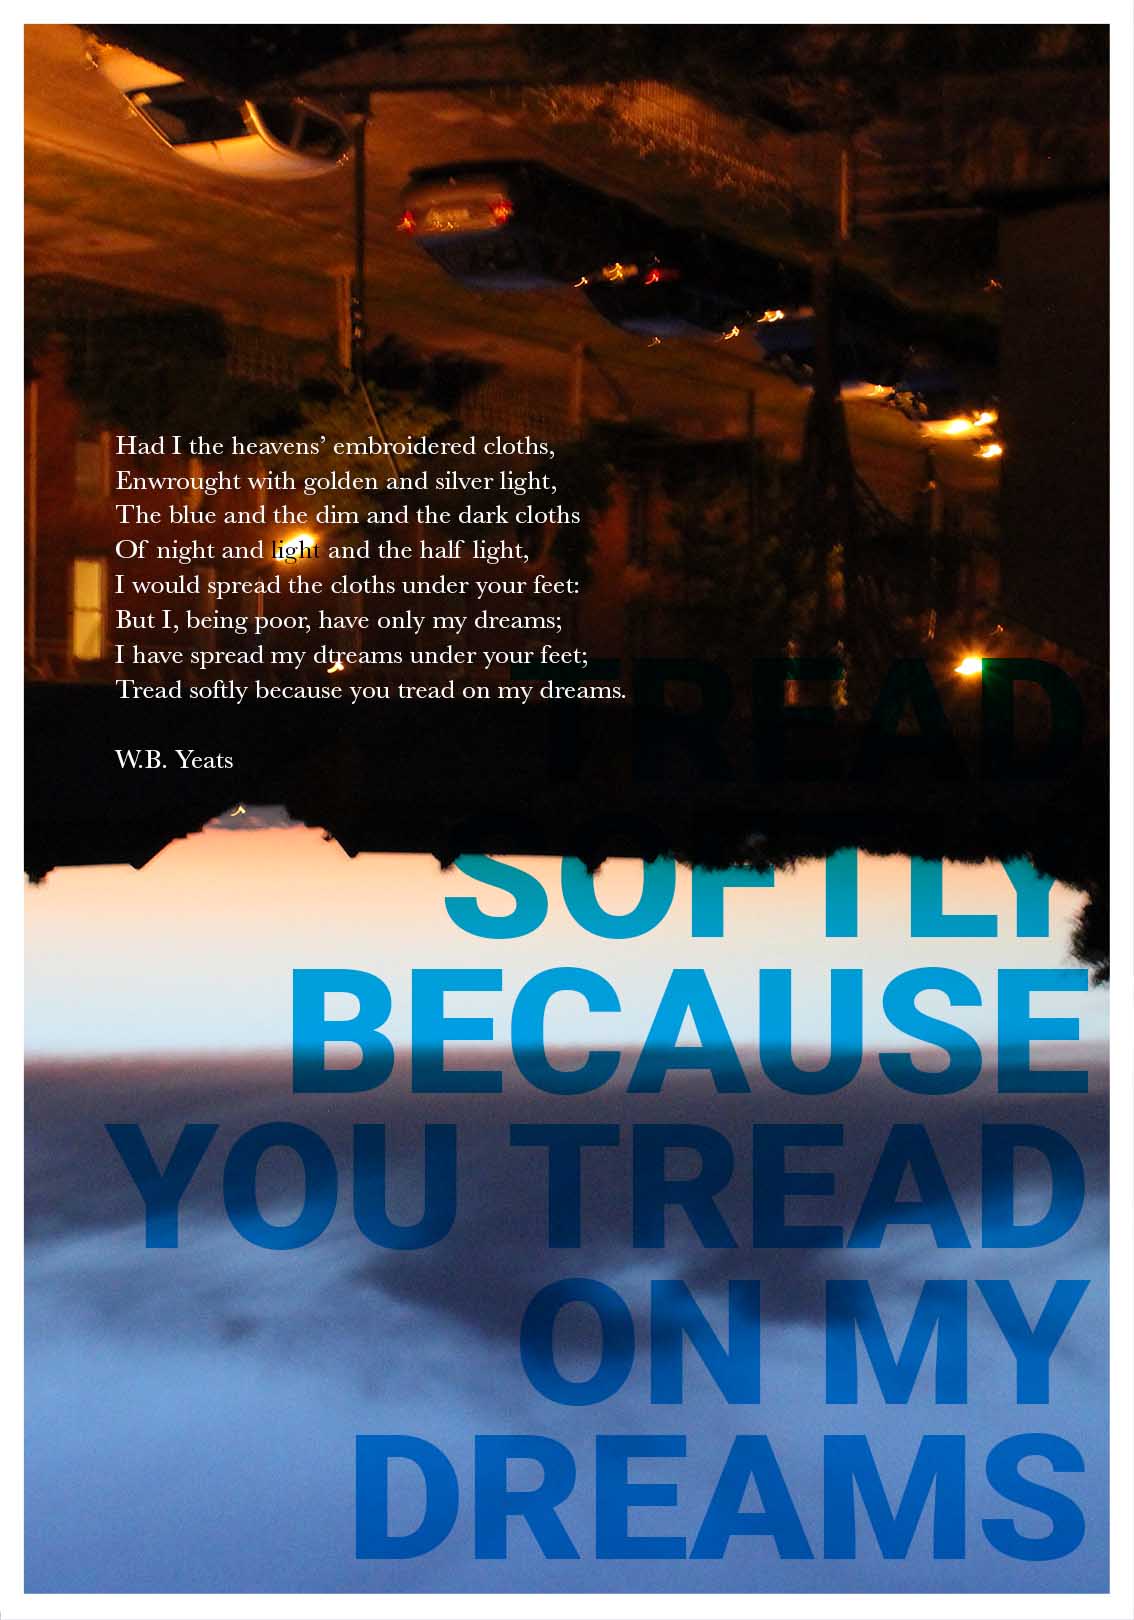 Had I the heavens’ embroidered cloths,
Enwrought with golden and silver light,
The blue and the dim and the dark cloths
Of night and light and the half light,
I would spread the cloths under your feet:
But I, being poor, have only my dreams;
I have spread my dtreams under your feet;
Tread softly because you tread on my dreams.
W.B. Yeats
TREAD
SOFTLY
BECAUSE
YOU TREAD
ON MY
DREAMS